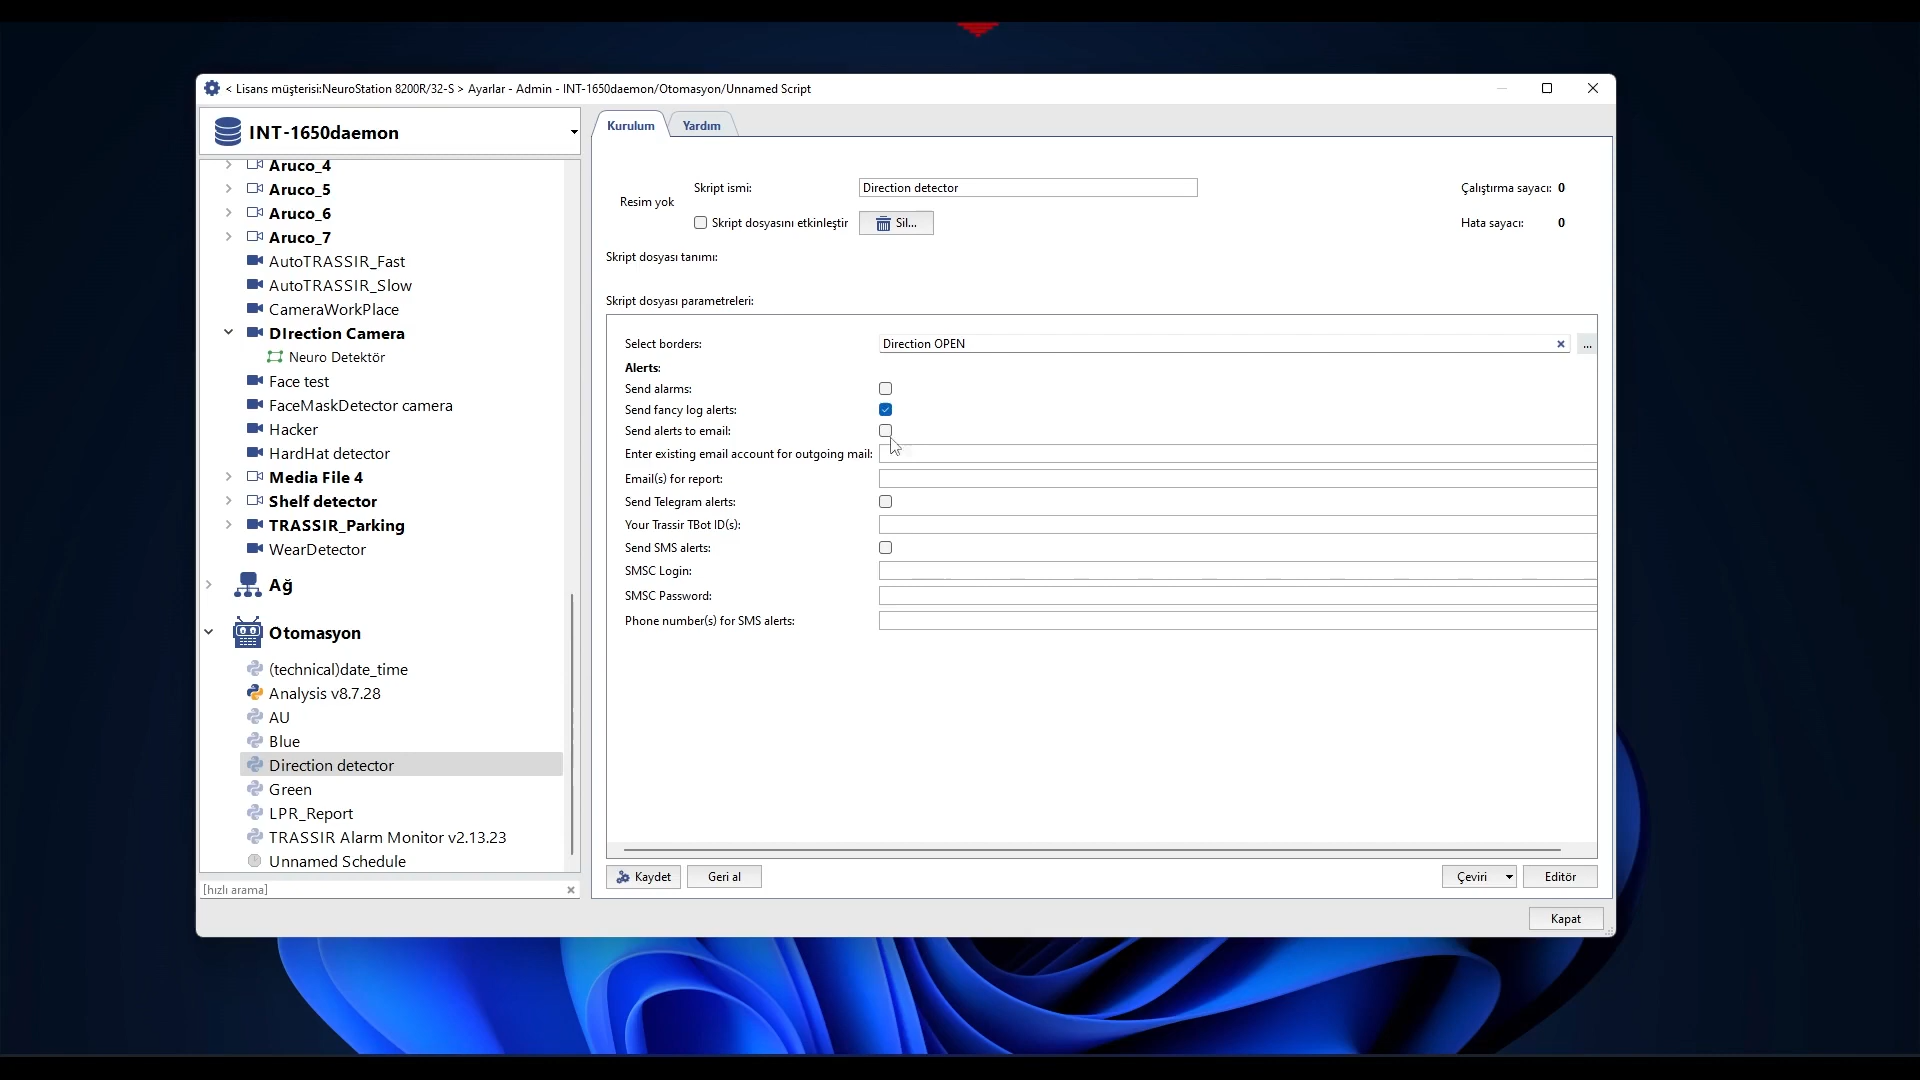 < Lisans müşterisi:NeuroStation 8200R/32-S > Ayarlar - Admin - INT-1650daemon/Otomasyon/Unnamed Script
INT-1650daemon
Aruco_4
Aruco_5
Aruco_6
Aruco_7
AutoTRASSIR_Fast
AutoTRASSIR_Slow
CameraWorkPlace
DIrection Camera
Neuro Detektör
Face test
FaceMaskDetector camera
Hacker
HardHat detector
Media File 4
Shelf detector
TRASSIR_Parking
WearDetector
Ağ
Otomasyon
(technical)date_time
Analysis v8.7.28
AU
Blue
Direction detector
Green
LPR_Report
TRASSIR Alarm Monitor v2.13.23
Unnamed Schedule
[hızlı arama]
Kurulum
Yardım
Resim yok
Skript ismi:
Direction detector
Çalıştırma sayacı: 0
Skript dosyasını etkinleştir
Sil...
Hata sayacı: 0
Skript dosyası tanımı:
Skript dosyası parametreleri:
Select borders:
Direction OPEN
...
Alerts:
Send alarms:
Send fancy log alerts:
Send alerts to email:
Enter existing email account for outgoing mail:
Email(s) for report:
Send Telegram alerts:
Your Trassir TBot ID(s):
Send SMS alerts:
SMSC Login:
SMSC Password:
Phone number(s) for SMS alerts:
Kaydet
Geri al
Çeviri
Editör
Kapat